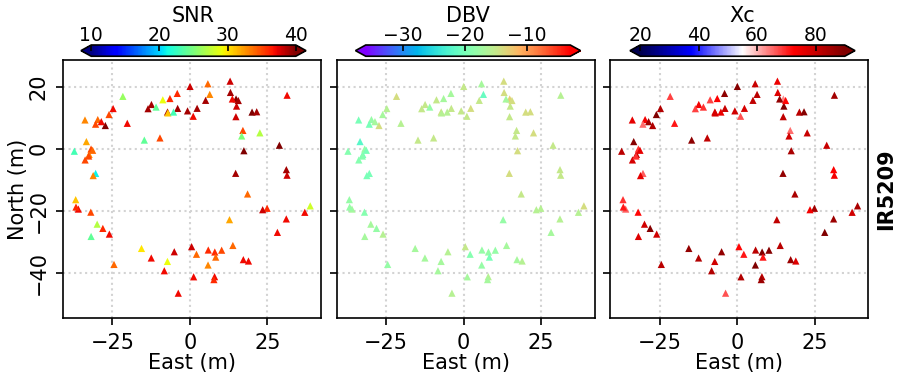 SNR DBV Xc
10 20 30 40 −30 −20 −10 20 40 60 80
20
0
−20
−40
North (m)
IR5209
−25 0 25 −25 0 25 −25 0 25
East (m) East (m) East (m)